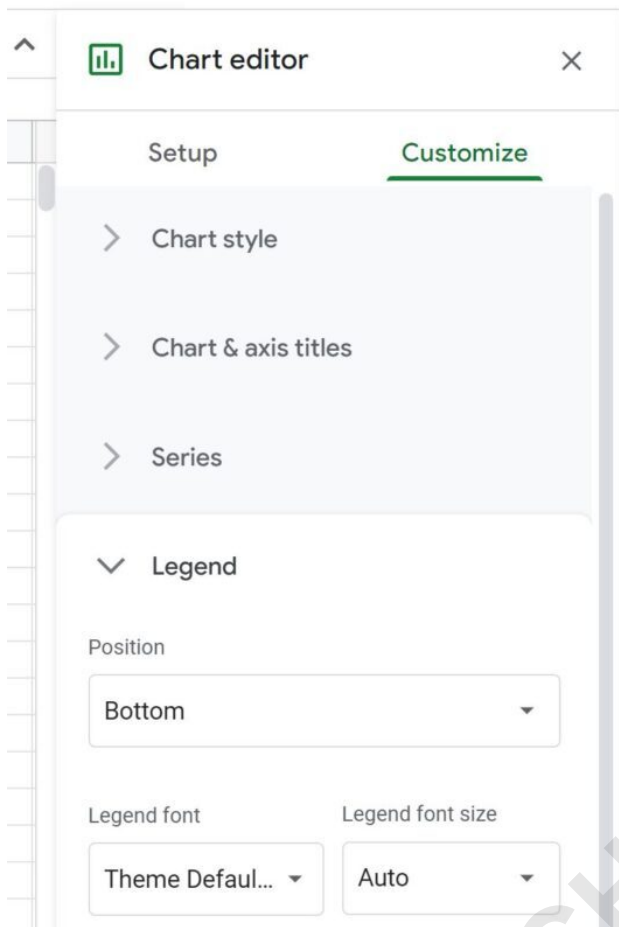 Chart editor
Setup Customize
Chart style
Chart & axis titles
Series
Legend
Position
Bottom
Legend font Legend font size
Theme Defaul... Auto